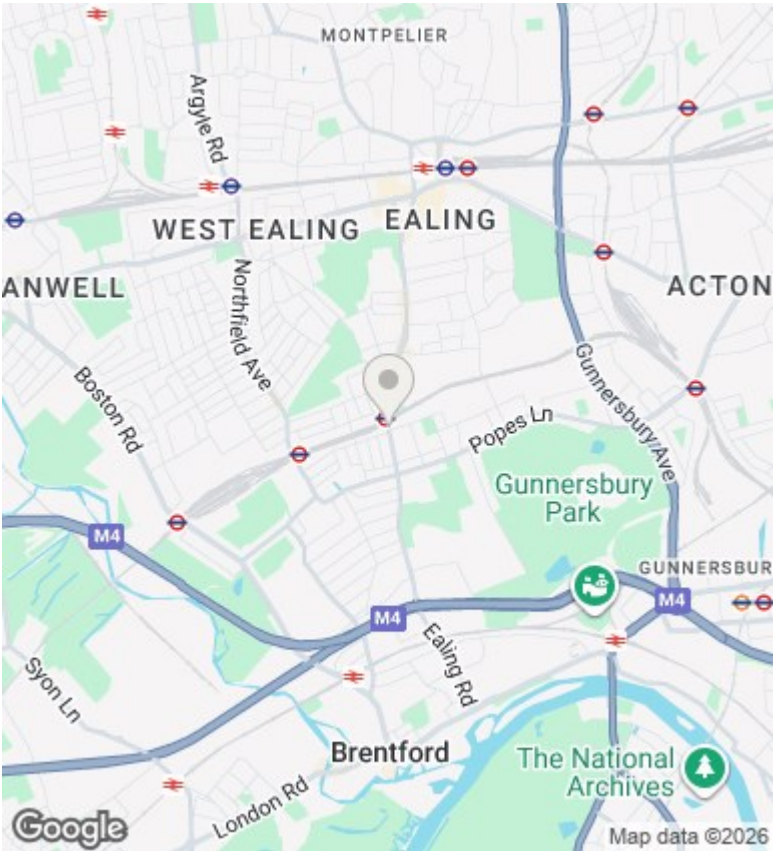 MONTPELIER
Argyle Rd
WEST EALING
EALING
ANWELL
ACTON
Northfield Ave
Boston Rd
Gunnersbury Ave
Popes Ln
Gunnersbury
Park
M4
GUNNERSBUR
M4
M4
Ealing Rd
Syon Ln
Brentford
The National
Archives
London Rd
Google
Map data ©2026